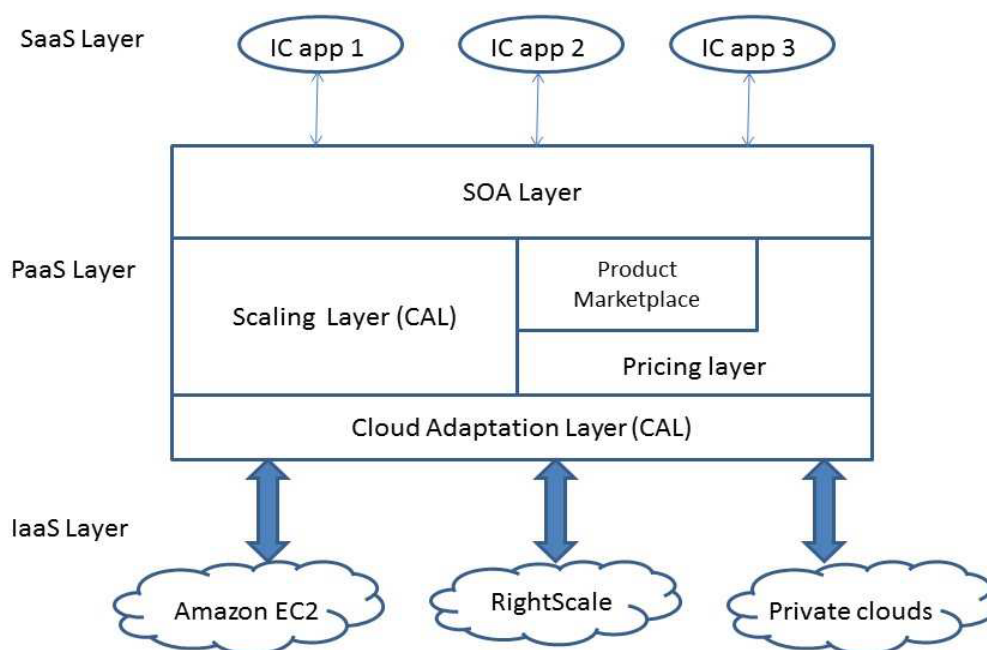 SaaS Layer
IC app 1
IC app 2
IC app 3
SOA Layer
PaaS Layer
Product
Marketplace
Scaling Layer (CAL)
Pricing layer
Cloud Adaptation Layer (CAL)
IaaS Layer
Amazon EC2
RightScale
Private clouds